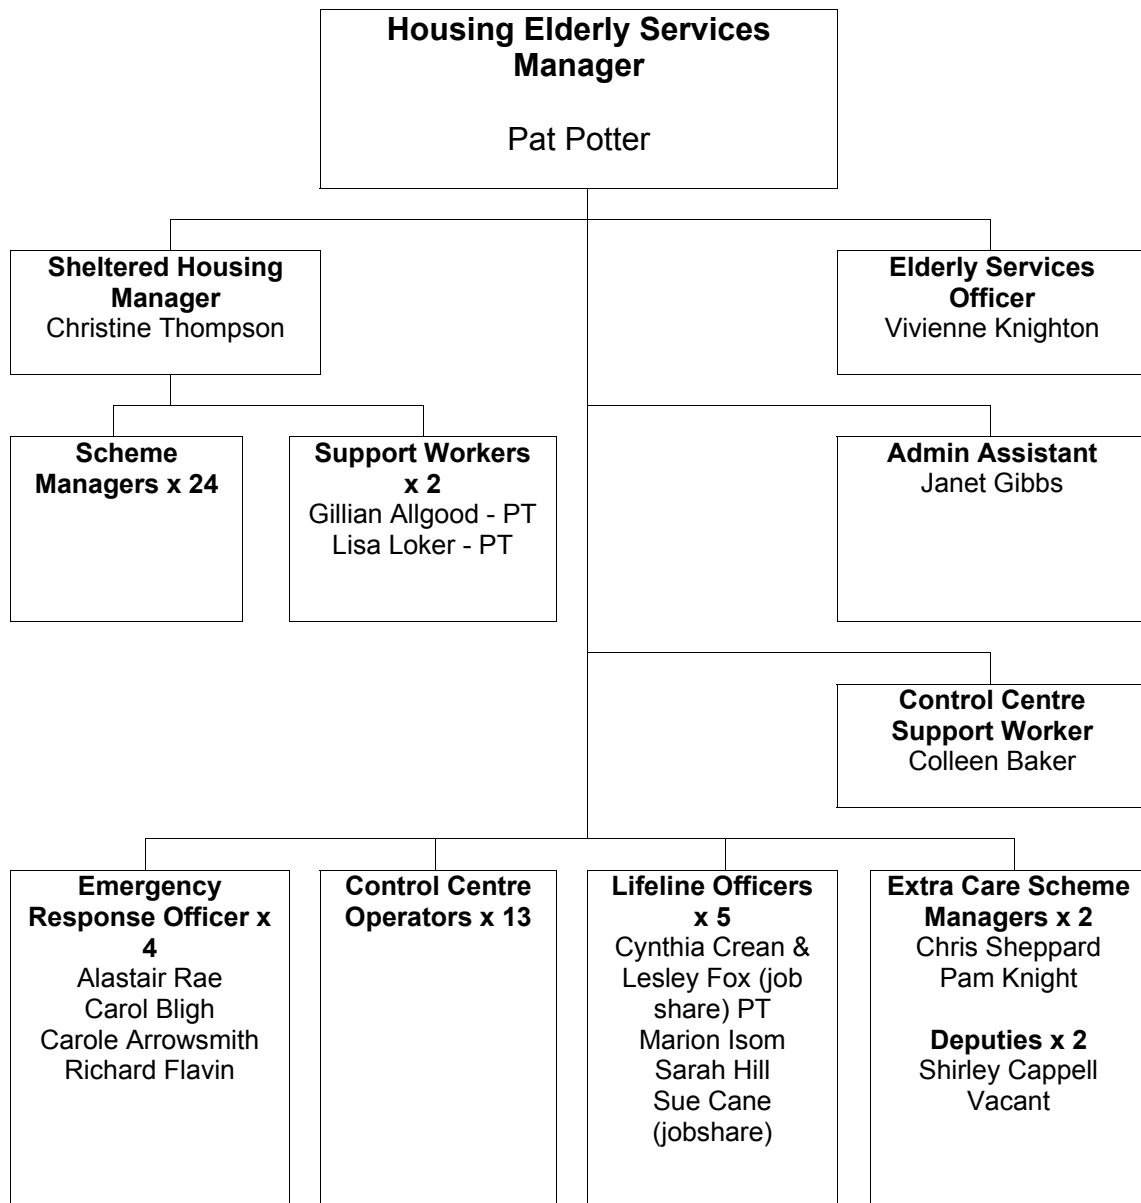 Housing Elderly Services
Manager
Pat Potter
Sheltered Housing
Manager
Christine Thompson
Elderly Services
Officer
Vivienne Knighton
Scheme
Managers x 24
Support Workers
x 2
Gillian Allgood - PT
Lisa Loker - PT
Admin Assistant
Janet Gibbs
Control Centre
Support Worker
Colleen Baker
Emergency
Response Officer x
4
Alastair Rae
Carol Bligh
Carole Arrowsmith
Richard Flavin
Control Centre
Operators x 13
Lifeline Officers
x 5
Cynthia Crean &
Lesley Fox (job
share) PT
Marion Isom
Sarah Hill
Sue Cane
(jobshare)
Extra Care Scheme
Managers x 2
Chris Sheppard
Pam Knight
Deputies x 2
Shirley Cappell
Vacant